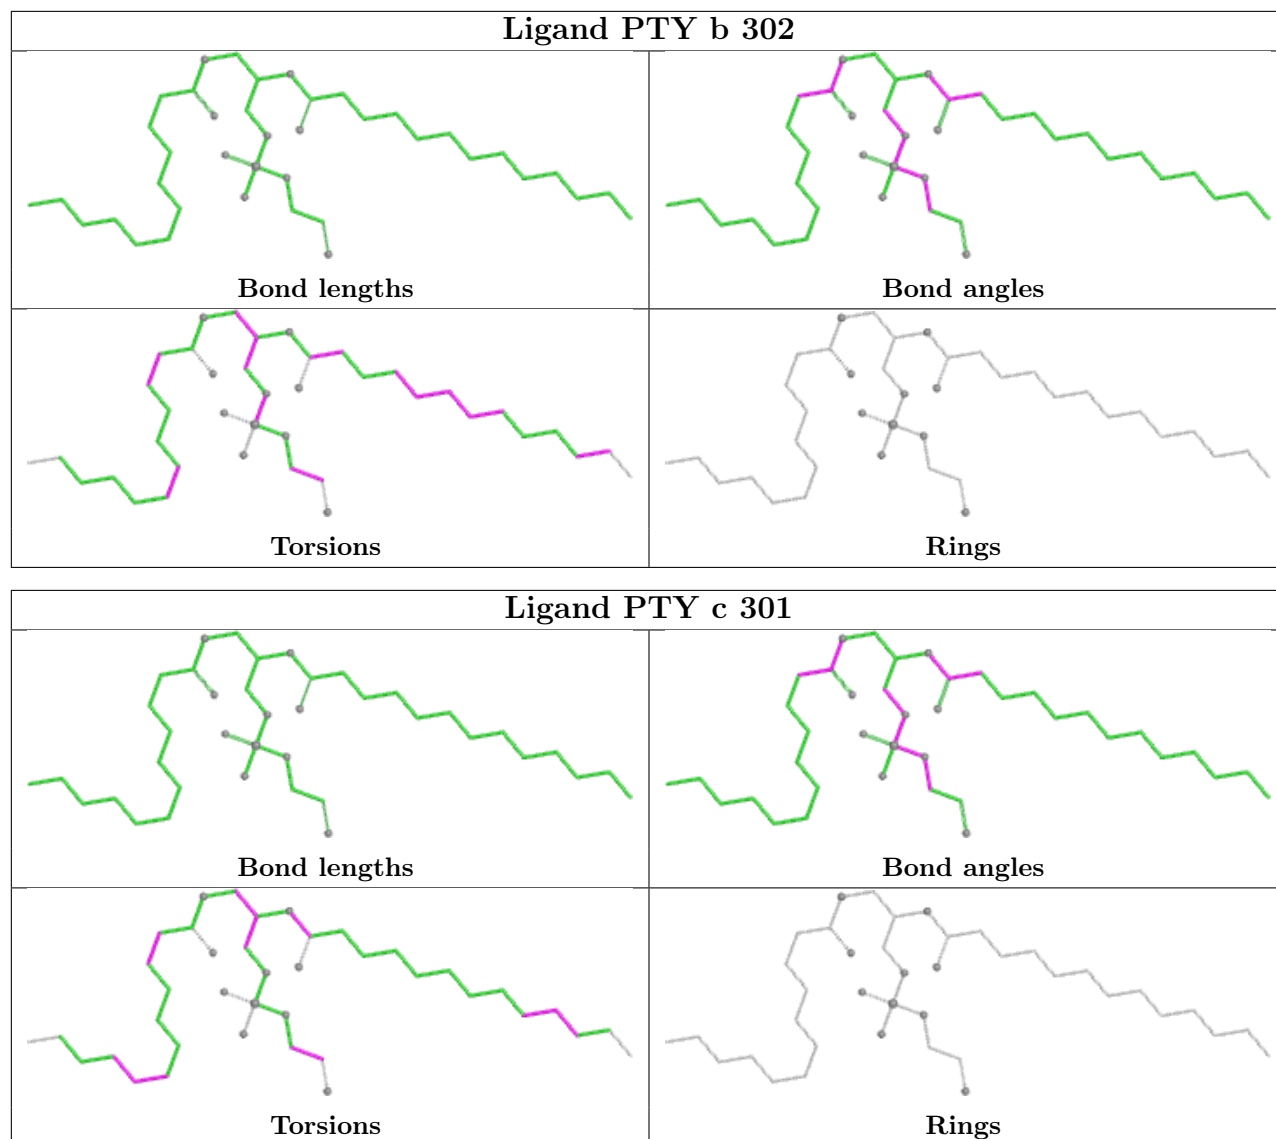 Ligand PTY b 302
Bond lengths
Bond angles
Torsions
Rings
Ligand PTY c 301
Bond lengths
Bond angles
Torsions
Rings